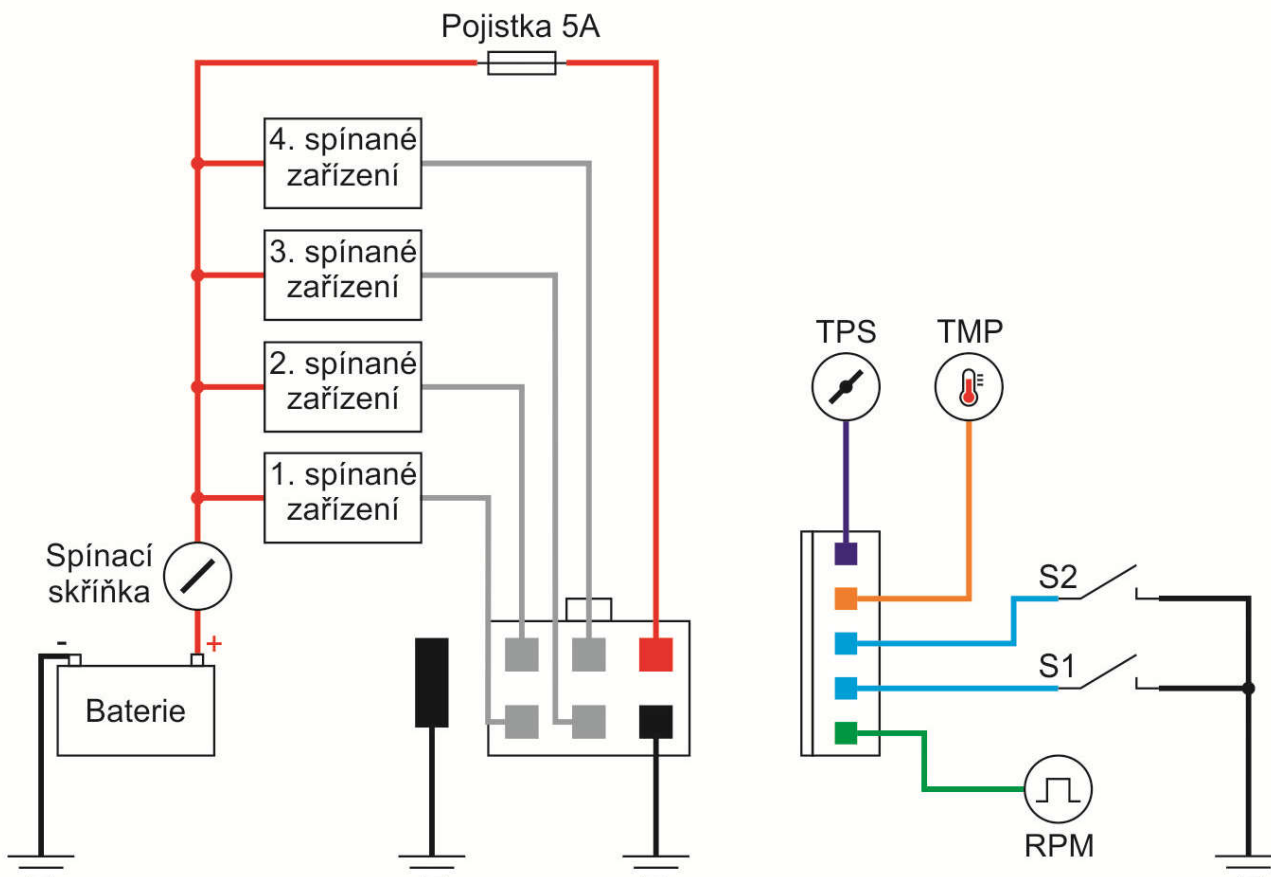 Pojistka 5A
4. spínané
zařízení
3. spínané
zařízení
2. spínané
zařízení
1. spínané
zařízení
Spínací
skříňka
- +
Baterie
TPS TMP
S2
S1
RPM